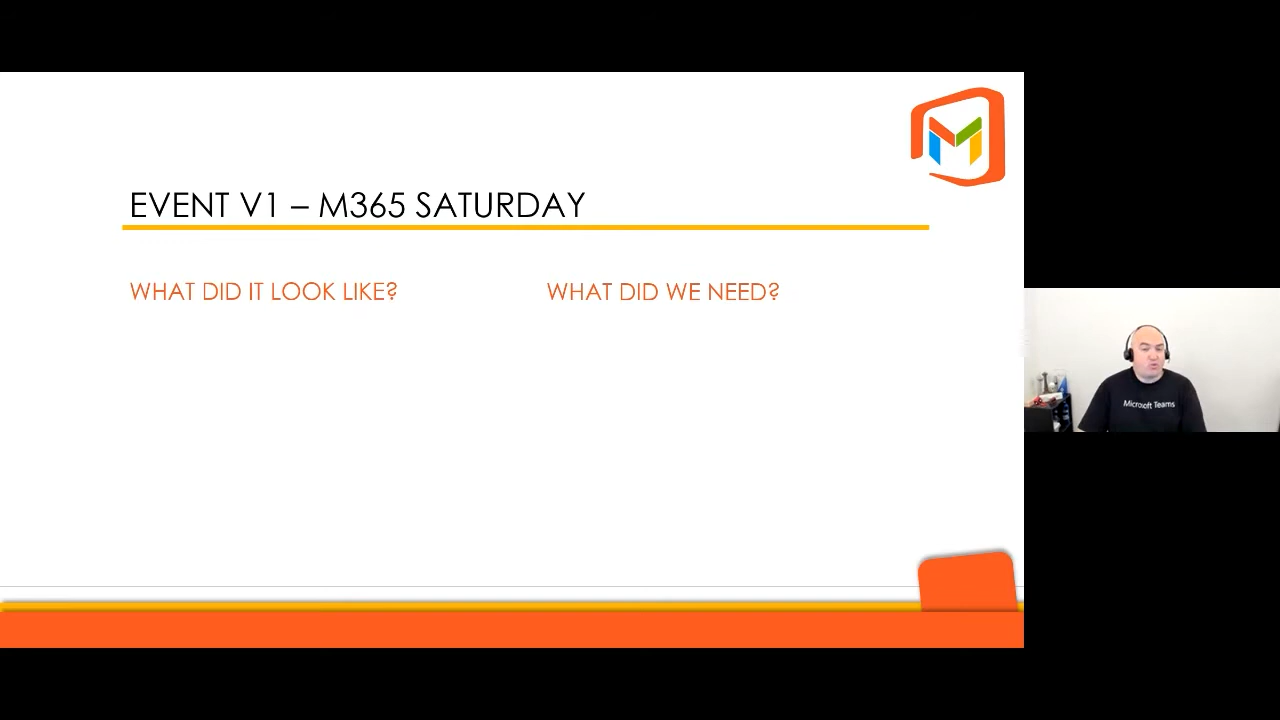 EVENT V1 – M365 SATURDAY
WHAT DID IT LOOK LIKE?
WHAT DID WE NEED?
Microsoft Teams